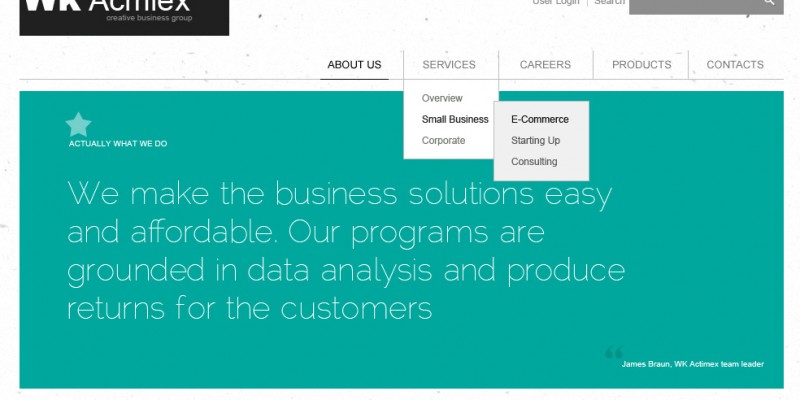 WK Actmex
creative business group
User Login | Search
ABOUT US SERVICES CAREERS PRODUCTS CONTACTS
Overview
Small Business
Corporate
E-Commerce
Starting Up
Consulting
ACTUALLY WHAT WE DO
We make the business solutions easy
and affordable. Our programs are
grounded in data analysis and produce
returns for the customers
“
James Braun, WK Actimex team leader